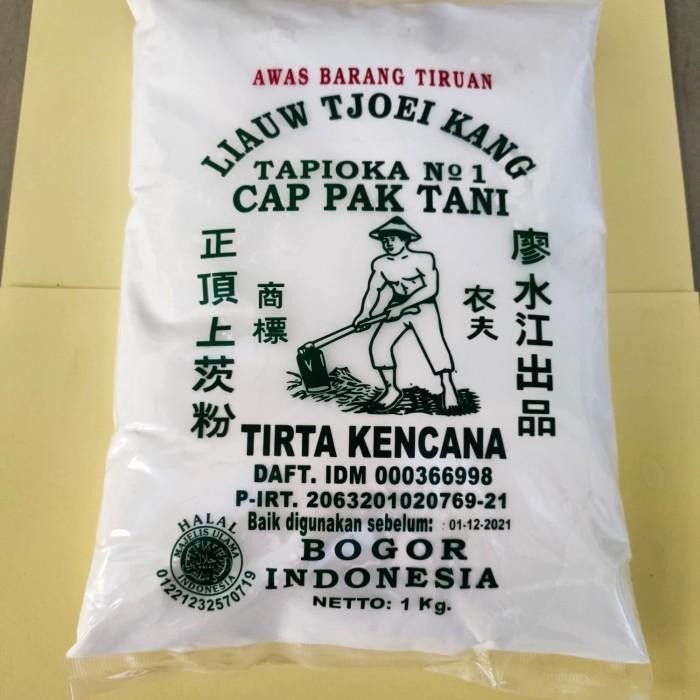 AWAS BARANG TIRUAN
LIAUW TJOEI KANG
TAPIOKA No 1
CAP PAK TANI
正頂上茨粉
商標
农夫
廖水江出品
TIRTA KENCANA
DAFT. IDM 000366998
P-IRT. 2063201020769-21
Baik digunakan sebelum: : 01-12-2021
BOGOR
INDONESIA
NETTO: 1 Kg.
HALAL
MAJELIS ULAMA
INDONESIA
01221232570719